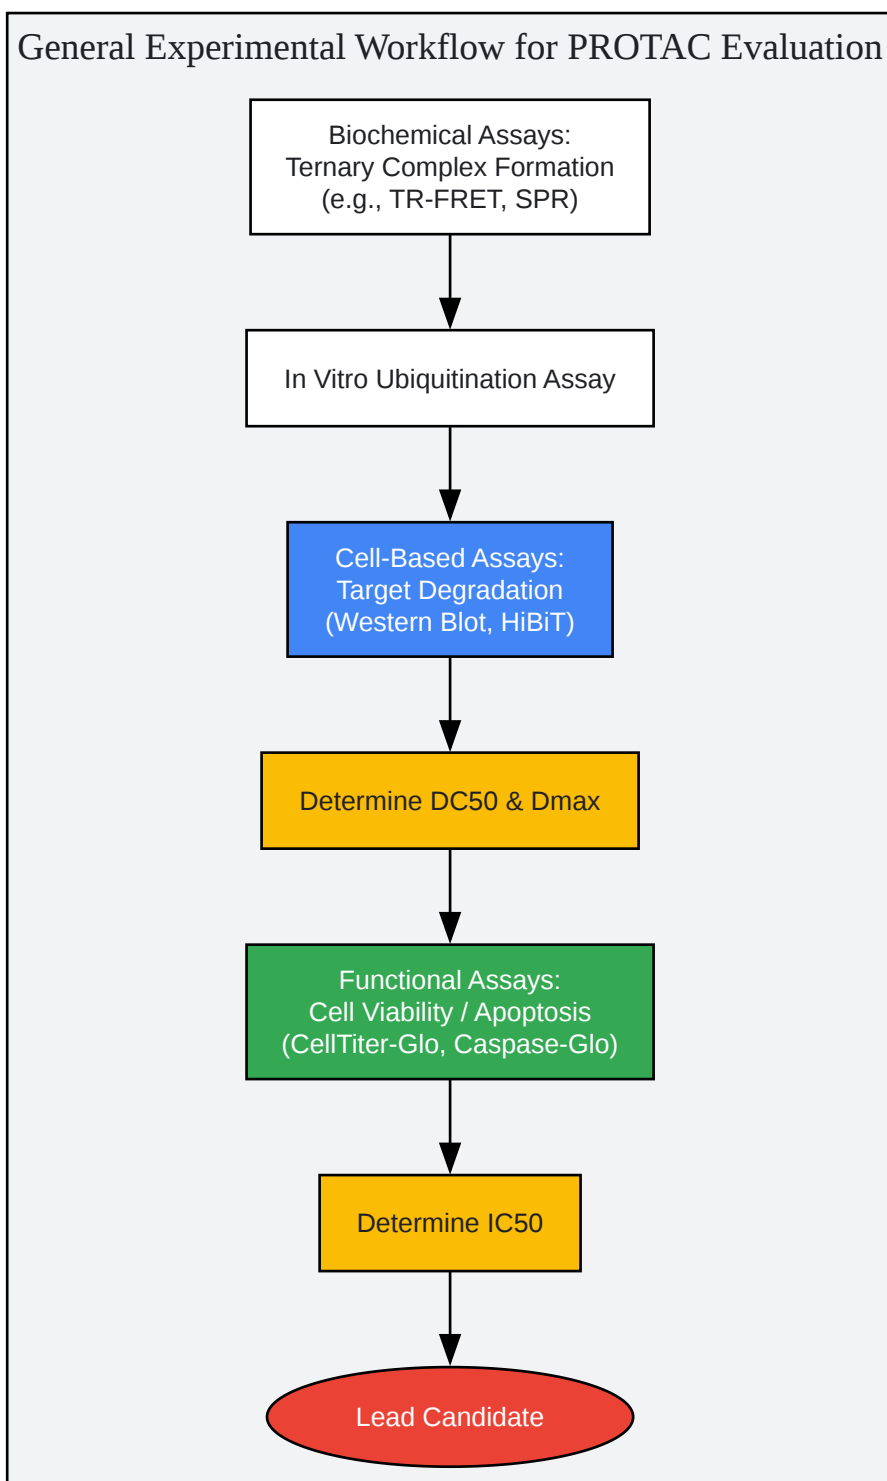 General Experimental Workflow for PROTAC Evaluation
Biochemical Assays:
Ternary Complex Formation
(e.g., TR-FRET, SPR)
In Vitro Ubiquitination Assay
Cell-Based Assays:
Target Degradation
(Western Blot, HiBiT)
Determine DC50 & Dmax
Functional Assays:
Cell Viability / Apoptosis
(CellTiter-Glo, Caspase-Glo)
Determine IC50
Lead Candidate